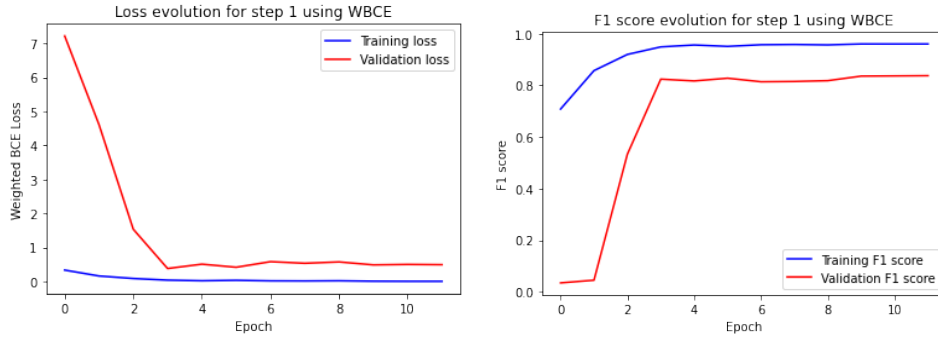 Loss evolution for step 1 using WBCE
Weighted BCE Loss
7
6
5
4
3
2
1
0
Training loss
Validation loss
0 2 4 6 8 10
Epoch
F1 score evolution for step 1 using WBCE
F1 score
1.0
0.8
0.6
0.4
0.2
0.0
Training F1 score
Validation F1 score
0 2 4 6 8 10
Epoch